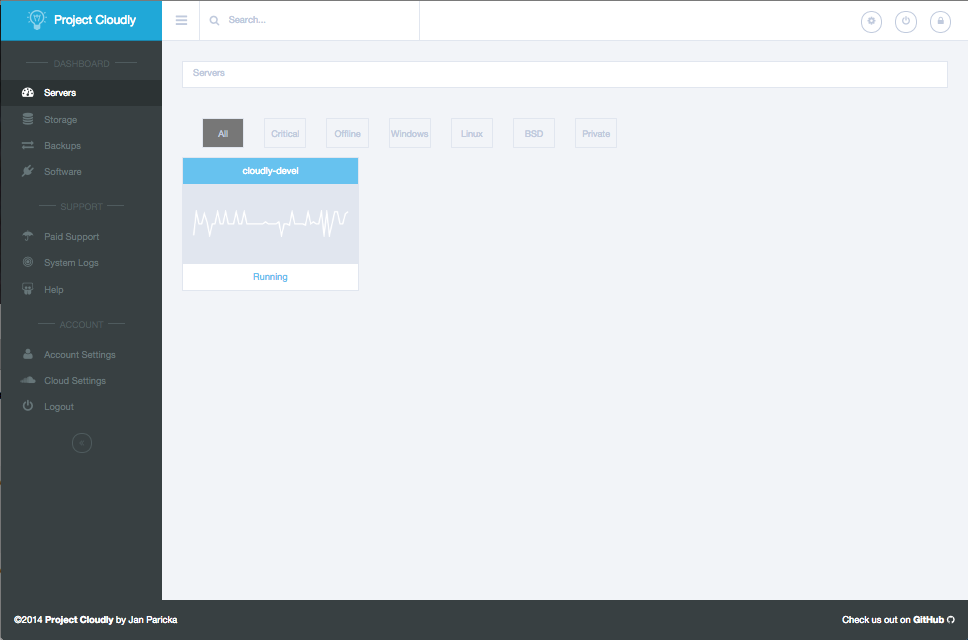 Project Cloudly
Search...
DASHBOARD
Servers
Storage
Backups
Software
SUPPORT
Paid Support
System Logs
Help
ACCOUNT
Account Settings
Cloud Settings
Logout
<
Servers
All Critical Offline Windows Linux BSD Private
cloudly-devel
Running
©2014 Project Cloudly by Jan Paricka
Check us out on GitHub